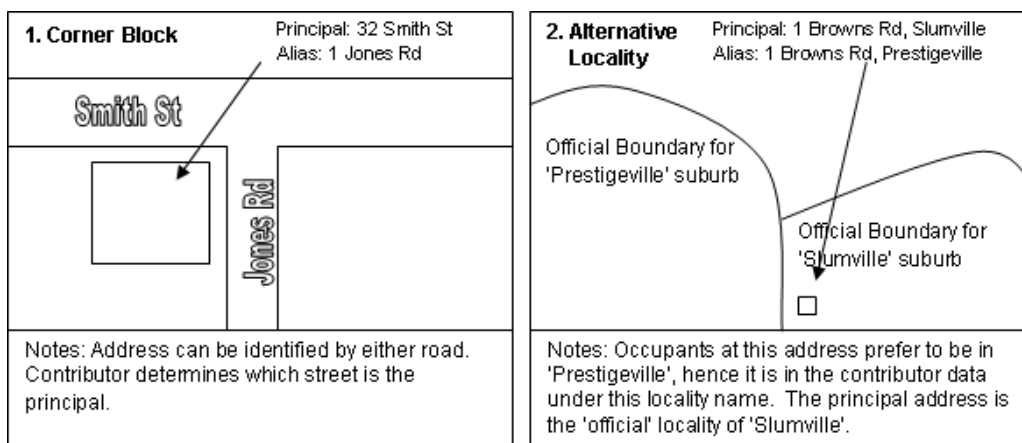 1. Corner Block
Principal: 32 Smith St
Alias: 1 Jones Rd
Smith St
Jones Rd
Notes: Address can be identified by either road.
Contributor determines which street is the
principal.
2. Alternative
Locality
Principal: 1 Browns Rd, Slumville
Alias: 1 Browns Rd, Prestigeville
Official Boundary for
'Prestigeville' suburb
Official Boundary for
'Slumville' suburb
Notes: Occupants at this address prefer to be in
'Prestigeville', hence it is in the contributor data
under this locality name.  The principal address is
the 'official' locality of 'Slumville'.